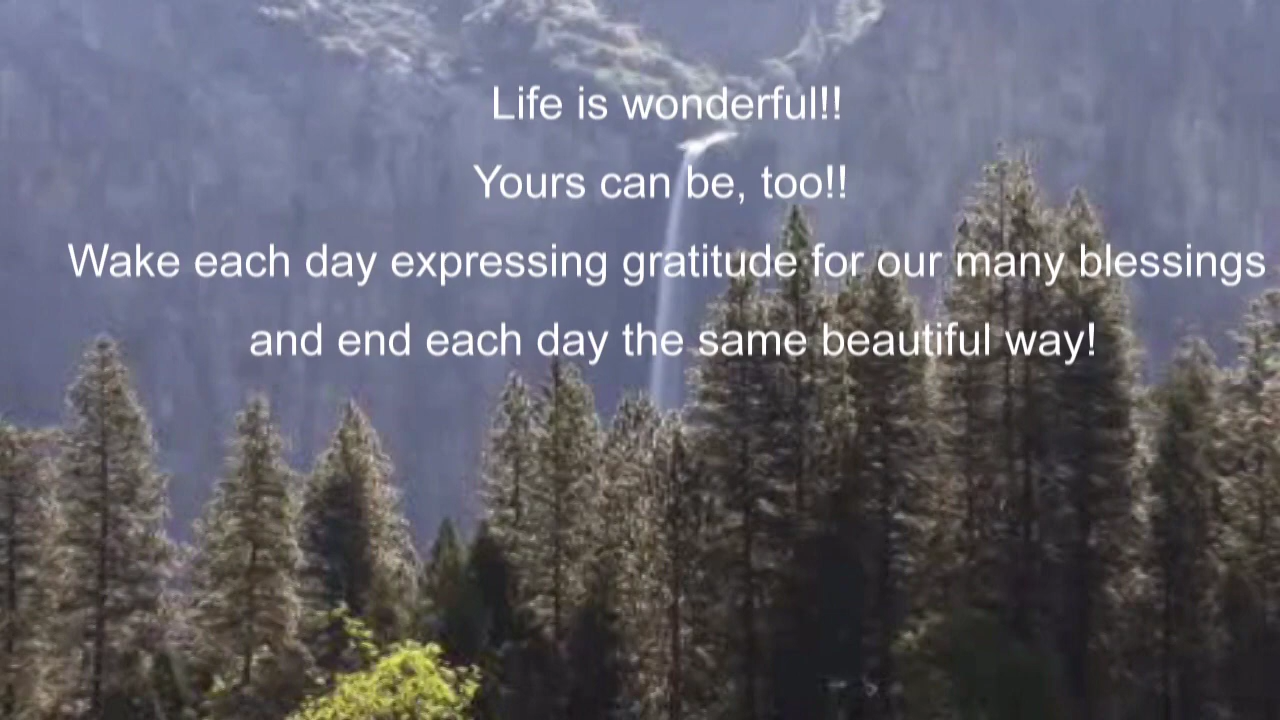 Life is wonderful!!
Yours can be, too!!
Wake each day expressing gratitude for our many blessings
and end each day the same beautiful way!